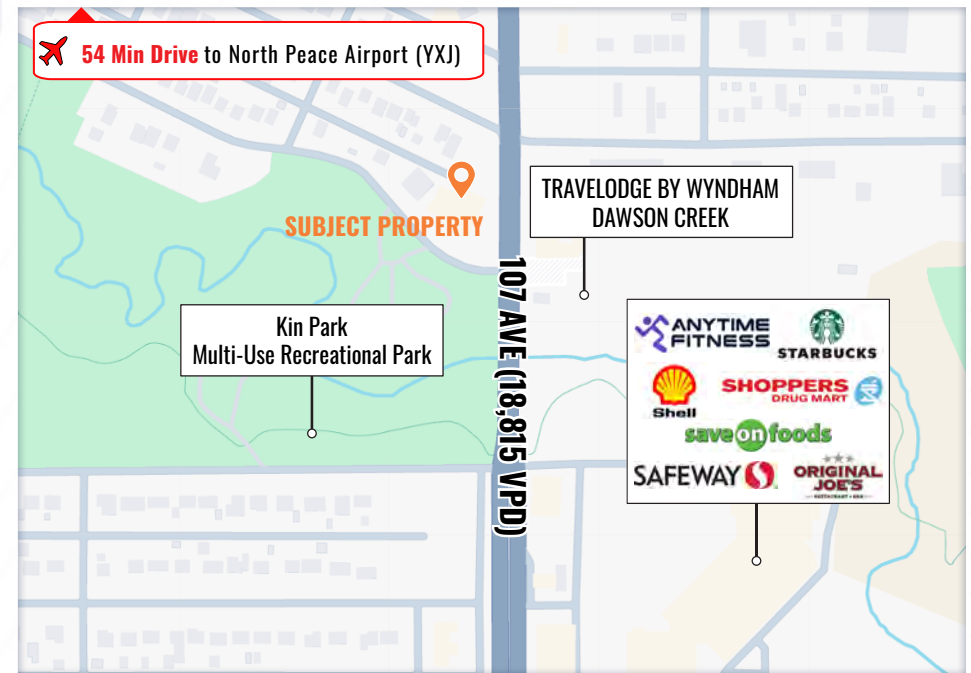 54 Min Drive to North Peace Airport (YXJ)
SUBJECT PROPERTY
TRAVELODGE BY WYNDHAM
DAWSON CREEK
107 AVE (18,815 VPD)
Kin Park
Multi-Use Recreational Park
ANYTIME
FITNESS
STARBUCKS
Shell
SHOPPERS
DRUG MART
save on foods
SAFEWAY
ORIGINAL
JOE'S
RESTAURANT • BAR